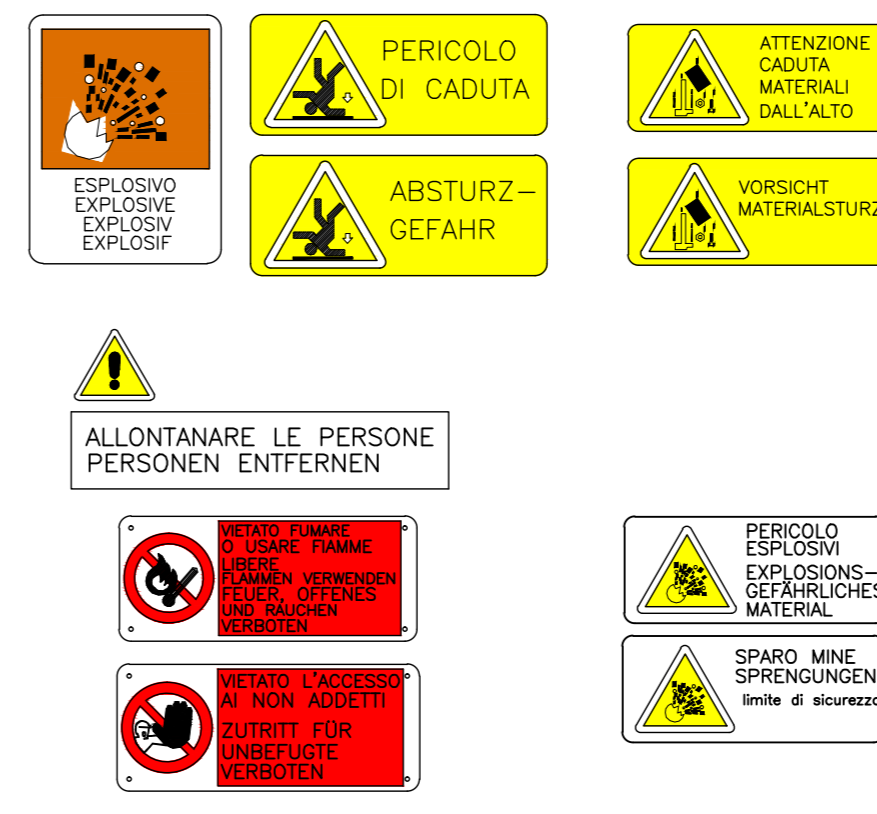 ESPLOSIVO
EXPLOSIVE
EXPLOSIV
EXPLOSIF
PERICOLO
DI CADUTA
ABSTURZ-
GEFAHR
ATTENZIONE
CADUTA
MATERIALI
DALL'ALTO
VORSICHT
MATERIALSTURZ
ALLONTANARE LE PERSONE
PERSONEN ENTFERNEN
VIETATO FUMARE
O USARE FIAMME
LIBERE
FLAMMEN VERWENDEN
FEUER, OFFENES
UND RAUCHEN
VERBOTEN
VIETATO L'ACCESSO
AI NON ADDETTI
ZUTRITT FÜR
UNBEFUGTE
VERBOTEN
PERICOLO
ESPLOSIVI
EXPLOSIONS-
GEFÄHRLICHES
MATERIAL
SPARO MINE
SPRENGUNGEN
limite di sicurezza